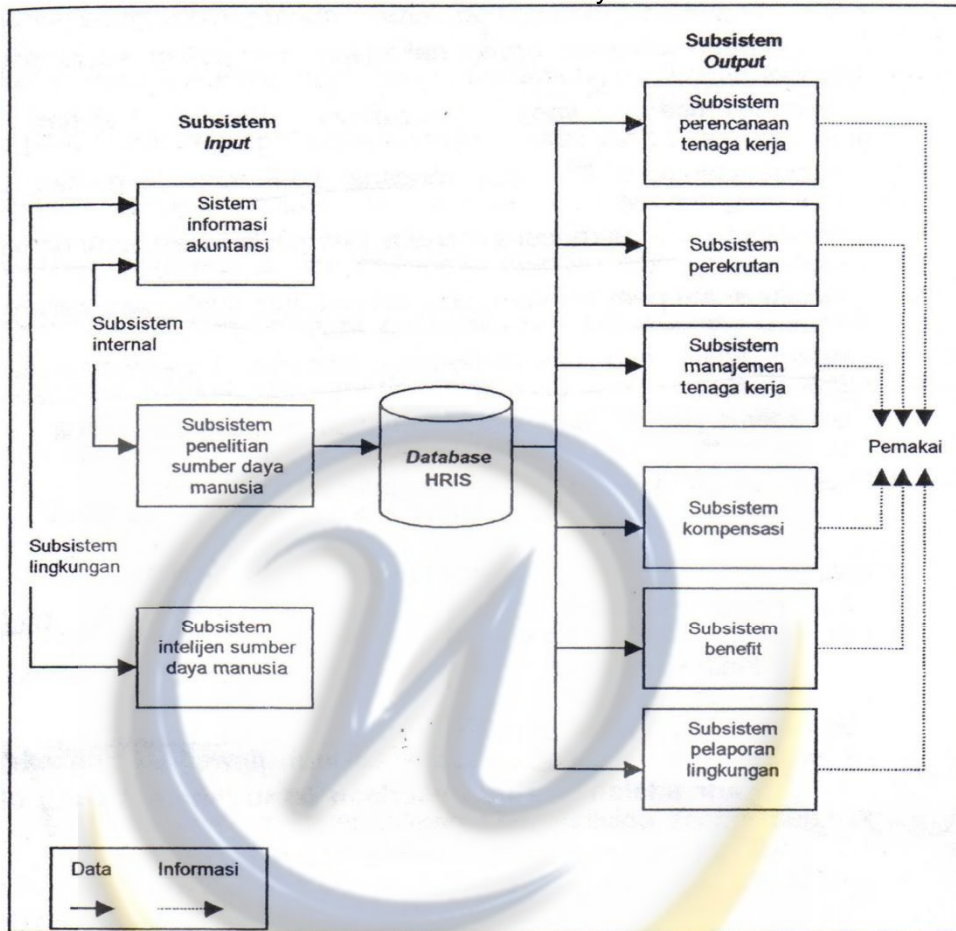 Subsistem
Input
Sistem
informasi
akuntansi
Subsistem
internal
Subsistem
penelitian
sumber daya
manusia
Subsistem
lingkungan
Subsistem
intelijen sumber
daya manusia
Database
HRIS
Subsistem
Output
Subsistem
perencanaan
tenaga kerja
Subsistem
perekrutan
Subsistem
manajemen
tenaga kerja
Subsistem
kompensasi
Subsistem
benefit
Subsistem
pelaporan
lingkungan
Pemakai
Data Informasi